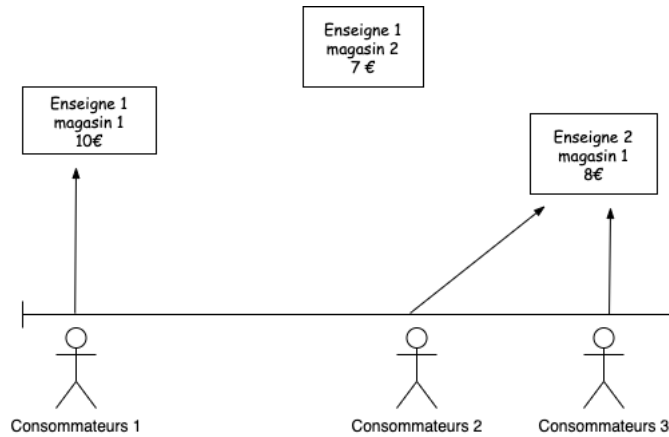 Enseigne 1
magasin 2
7 €
Enseigne 1
magasin 1
10€
Enseigne 2
magasin 1
8€
Consommateurs 1
Consommateurs 2
Consommateurs 3